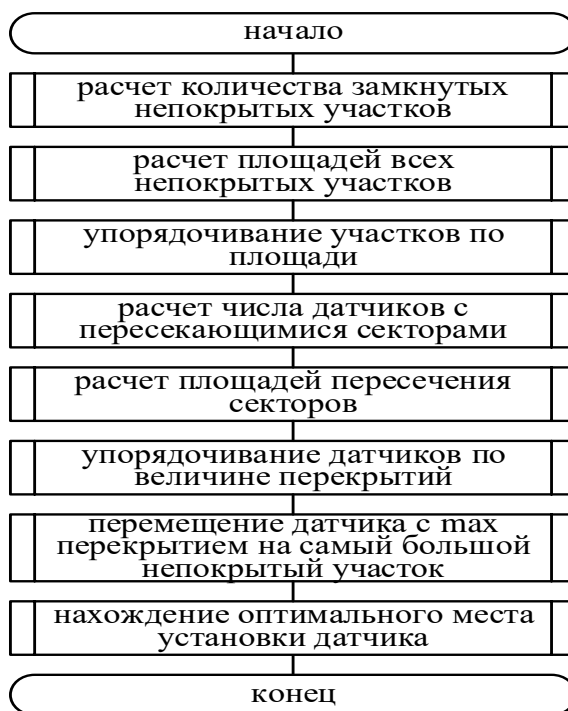 начало
расчет количества замкнутых
непокрытых участков
расчет площадей всех
непокрытых участков
упорядочивание участков по
площади
расчет числа датчиков с
пересекающимися секторами
расчет площадей пересечения
секторов
упорядочивание датчиков по
величине перекрытий
перемещение датчика с max
перекрытием на самый большой
непокрытый участок
нахождение оптимального места
установки датчика
конец